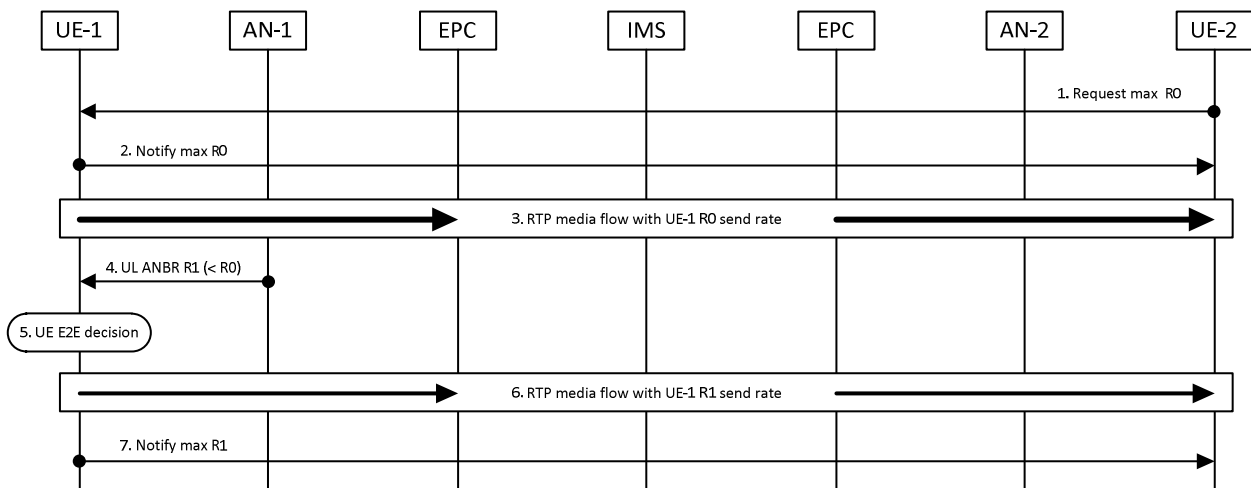 UE-1 AN-1 EPC IMS EPC AN-2 UE-2
1. Request max R0
2. Notify max R0
3. RTP media flow with UE-1 R0 send rate
4. UL ANBR R1 (< R0)
5. UE E2E decision
6. RTP media flow with UE-1 R1 send rate
7. Notify max R1